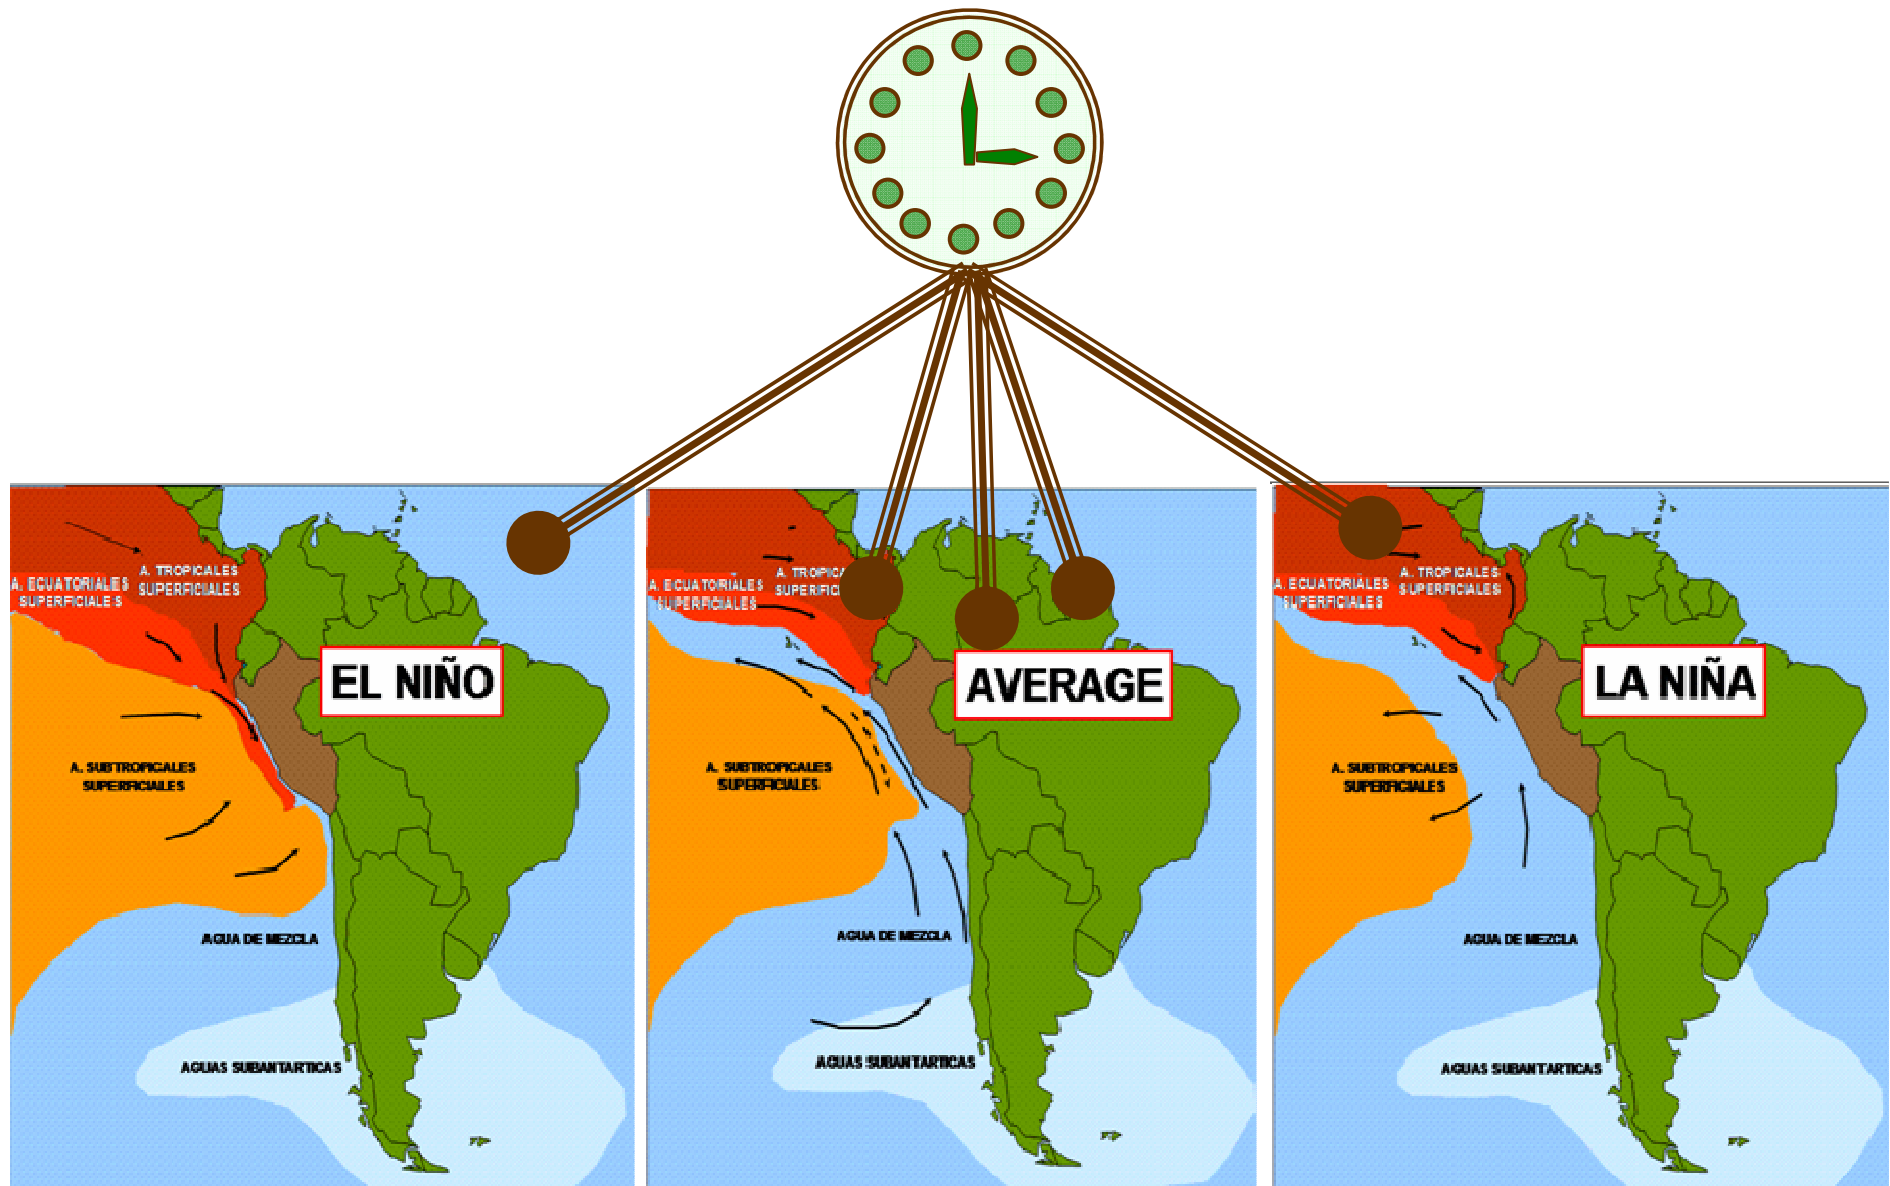 A. TROPICALES
SUPERFICIALES
A. ECUATORIALES
SUPERFICIALES
EL NIÑO
A. SUBTROPICALES
SUPERFICIALES
AGUA DE MEZCLA
AGUAS SUBANTARTICAS
A. TROPICA
SUPERFIC
A. ECUATORIALES
SUPERFICIALES
AVERAGE
A. SUBTROPICALES
SUPERFICIALES
AGUA DE MEZCLA
AGUAS SUBANTARTICAS
A. TROPICALES
SUPERFICIALES
A. ECUATORIALES
SUPERFICIALES
LA NIÑA
A. SUBTROPICALES
SUPERFICIALES
AGUA DE MEZCLA
AGUAS SUBANTARTICAS